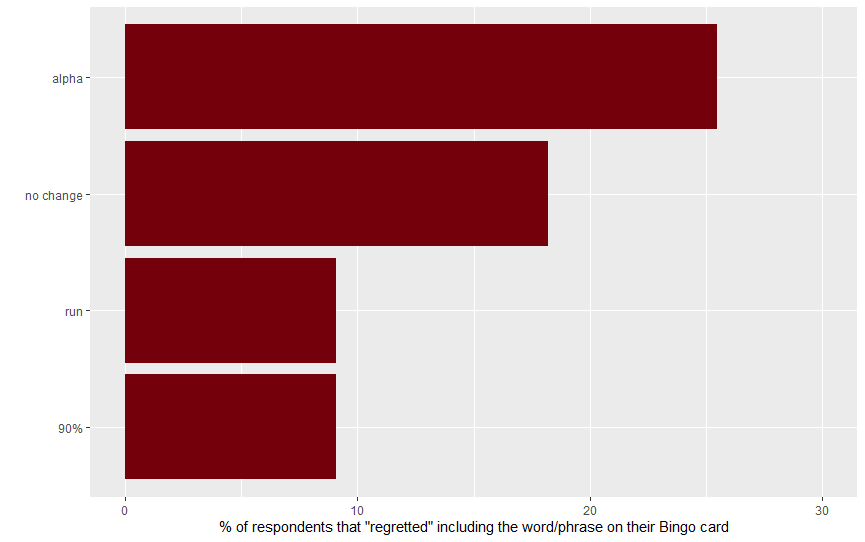 alpha
no change
run
90%
0 10 20 30
% of respondents that "regretted" including the word/phrase on their Bingo card